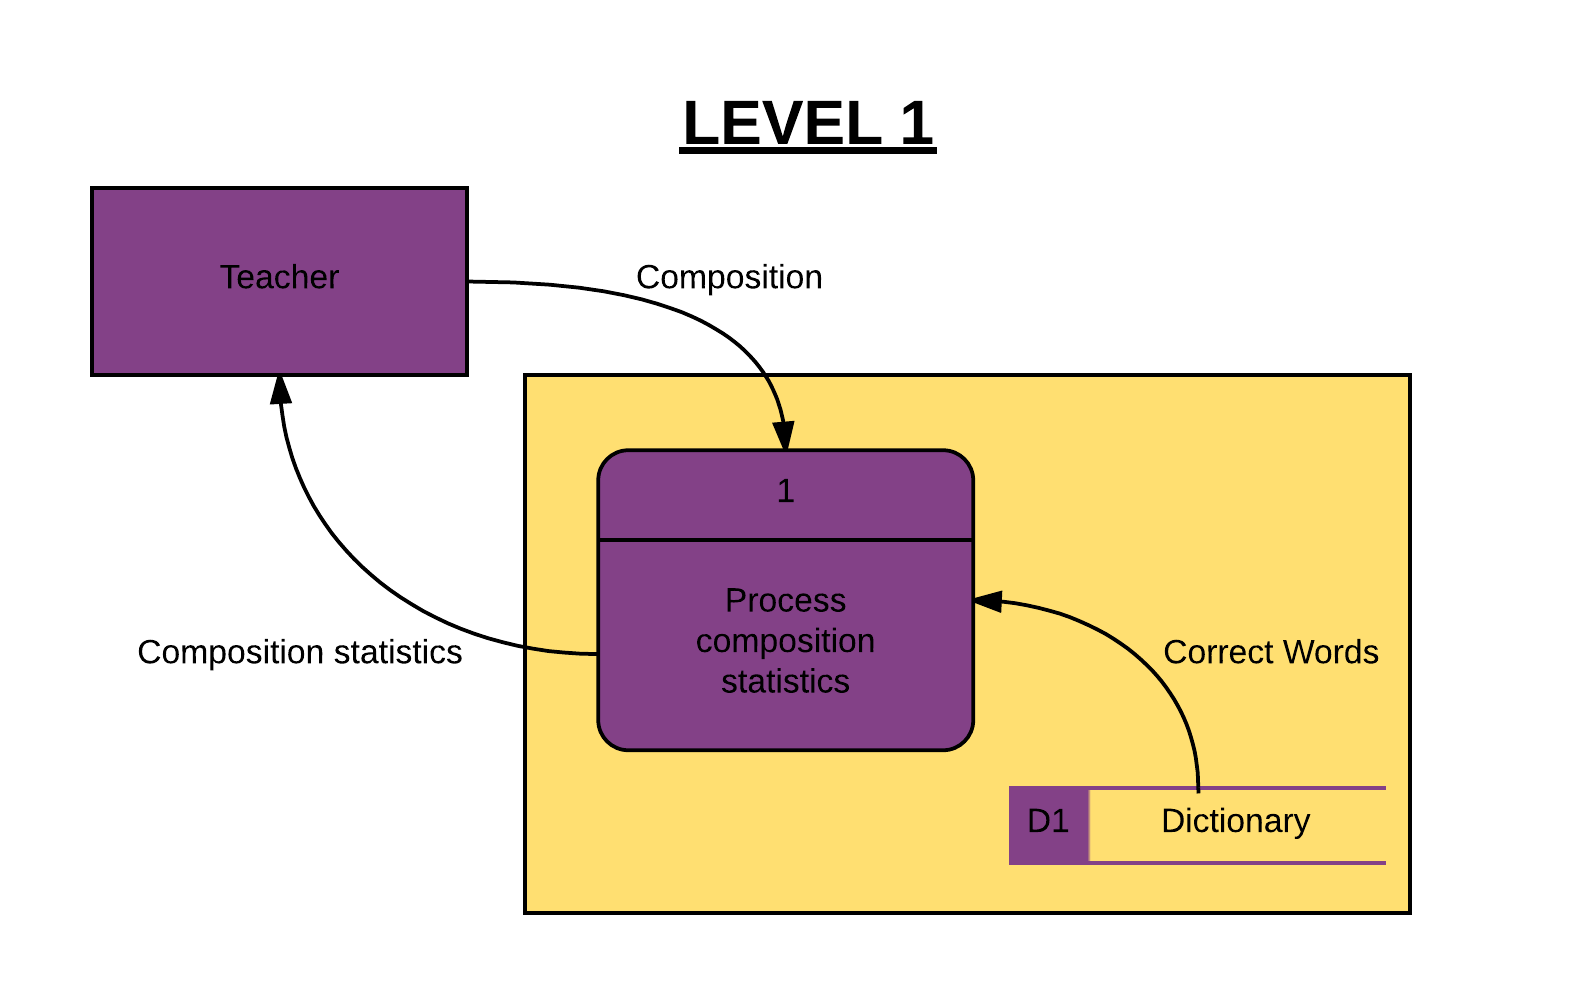 LEVEL 1
Teacher
Composition
1
Process
composition
statistics
Composition statistics
Correct Words
D1
Dictionary